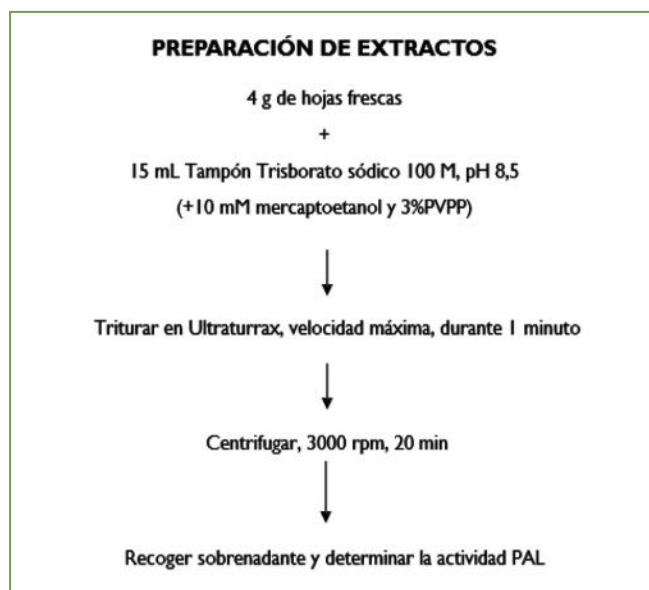 PREPARACIÓN DE EXTRACTOS
4 g de hojas frescas
+
15 mL Tampón Trisborato sódico 100 M, pH 8,5
(+10 mM mercaptoetanol y 3%PVPP)
Triturar en Ultraturrax, velocidad máxima, durante 1 minuto
Centrifugar, 3000 rpm, 20 min
Recoger sobrenadante y determinar la actividad PAL